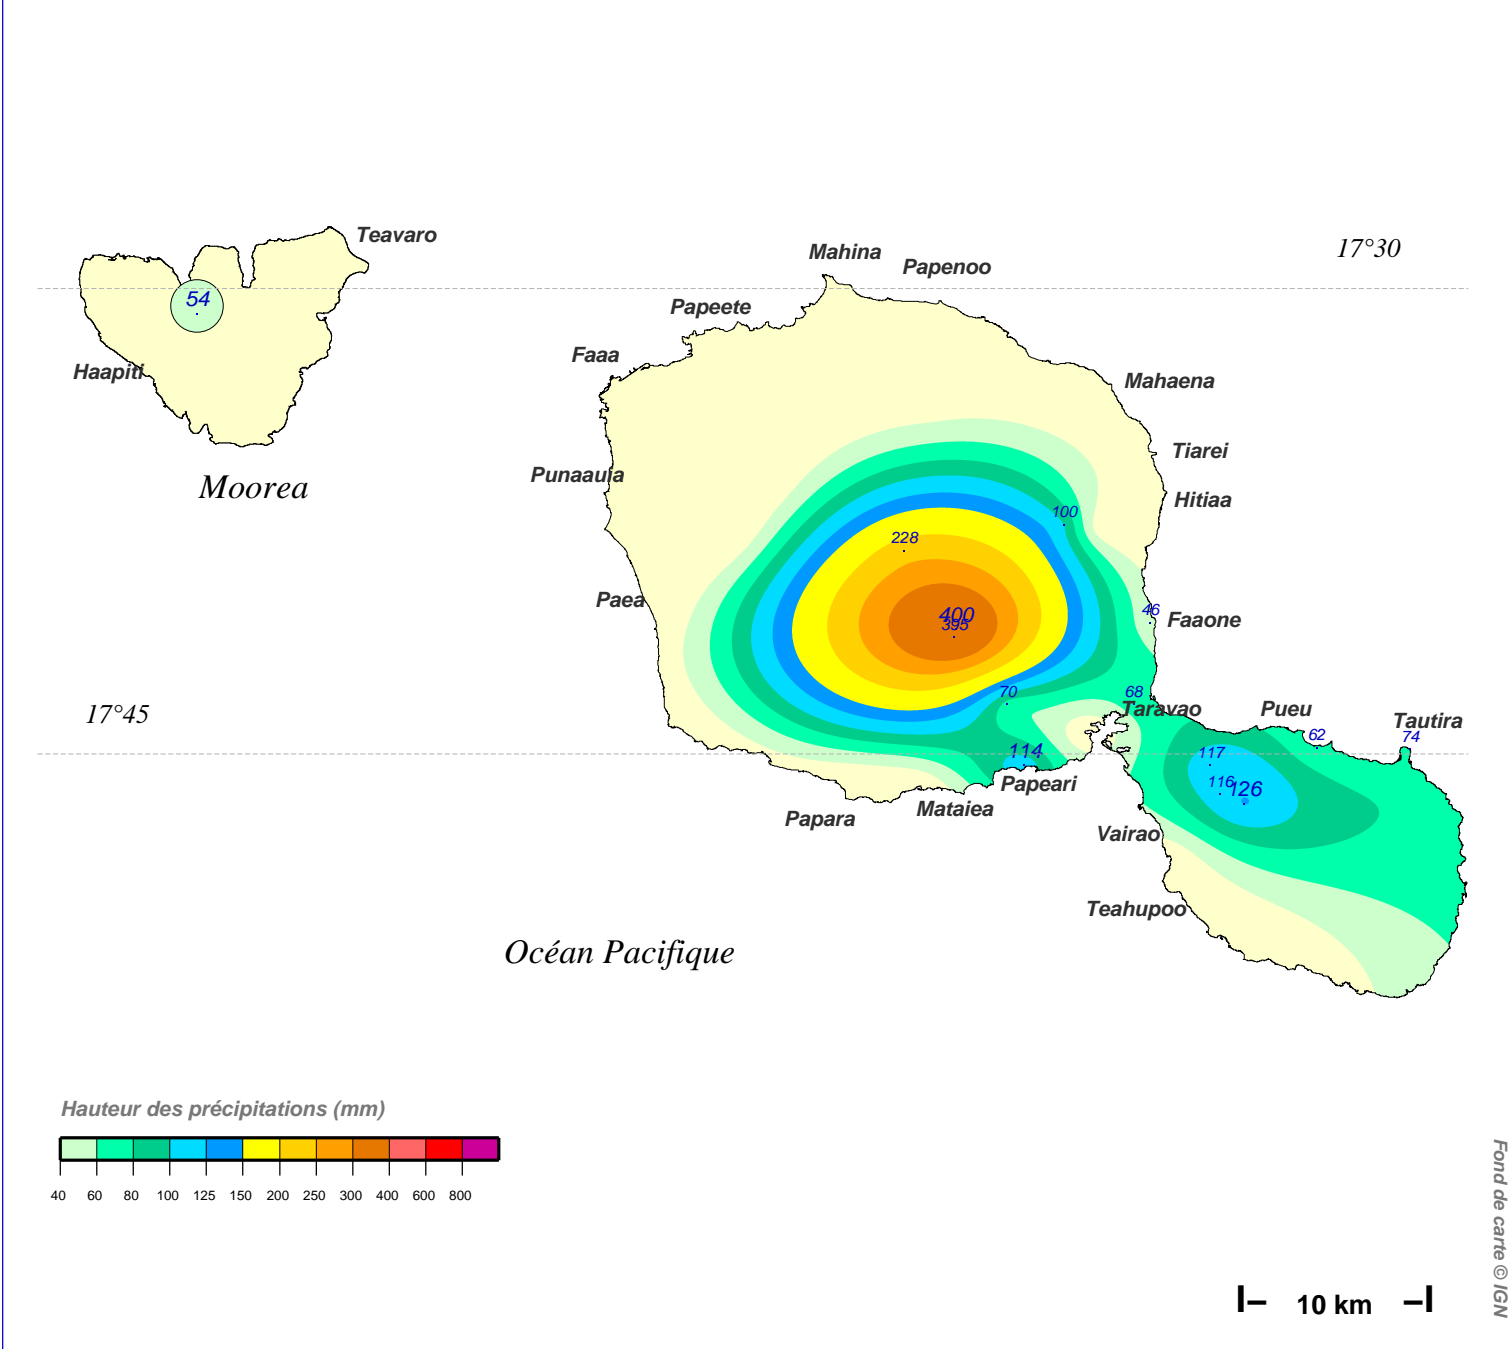 Teavaro
17°30
Mahina
Papenoo
54
Papeete
Faaa
Haapiti
Mahaena
Tiarei
Punaauia
Moorea
Hitiaa
100
228
Paea
46
400
395
Faaone
70
68
Taravao
Pueu
17°45
Tautira
62
74
114
117
Papeari
116
126
Mataiea
Papara
Vairao
Teahupoo
Océan Pacifique
Hauteur des précipitations (mm)
40 60 80 100 125 150 200 250 300 400 600 800
Fond de carte © IGN
10 km